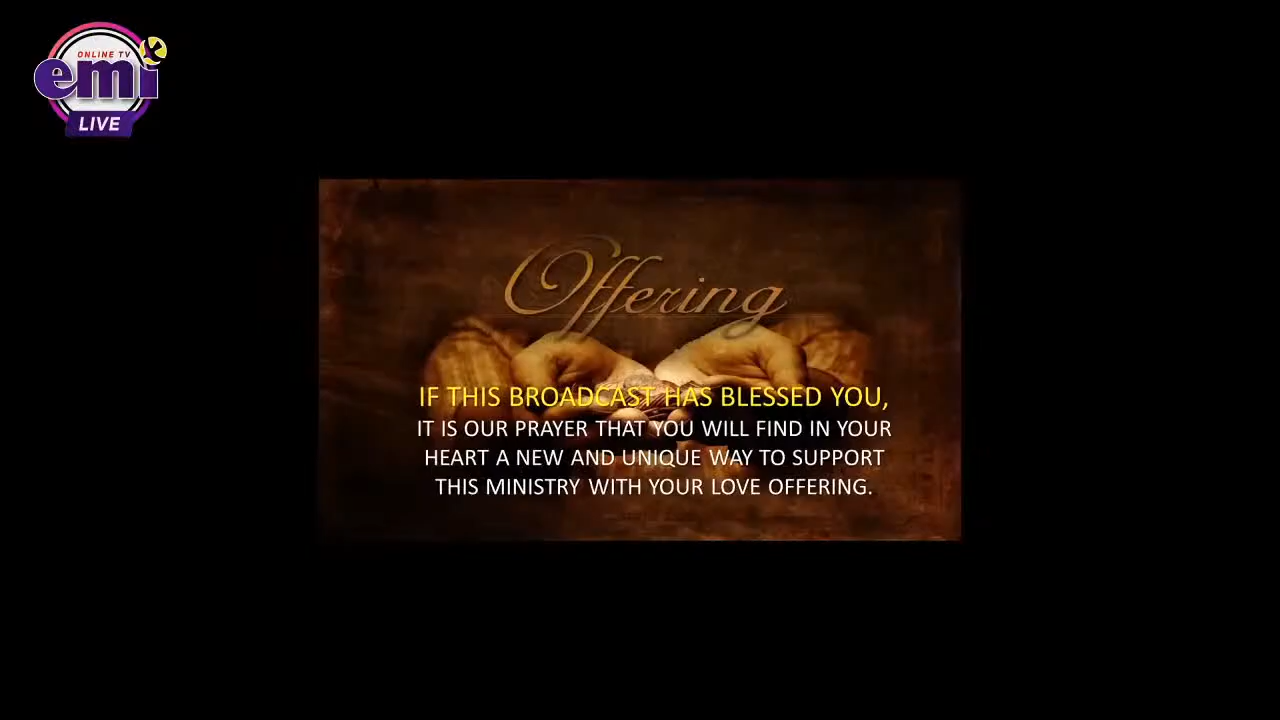 ONLINE TV
emi
LIVE
Offering
IF THIS BROADCAST HAS BLESSED YOU,
IT IS OUR PRAYER THAT YOU WILL FIND IN YOUR
HEART A NEW AND UNIQUE WAY TO SUPPORT
THIS MINISTRY WITH YOUR LOVE OFFERING.